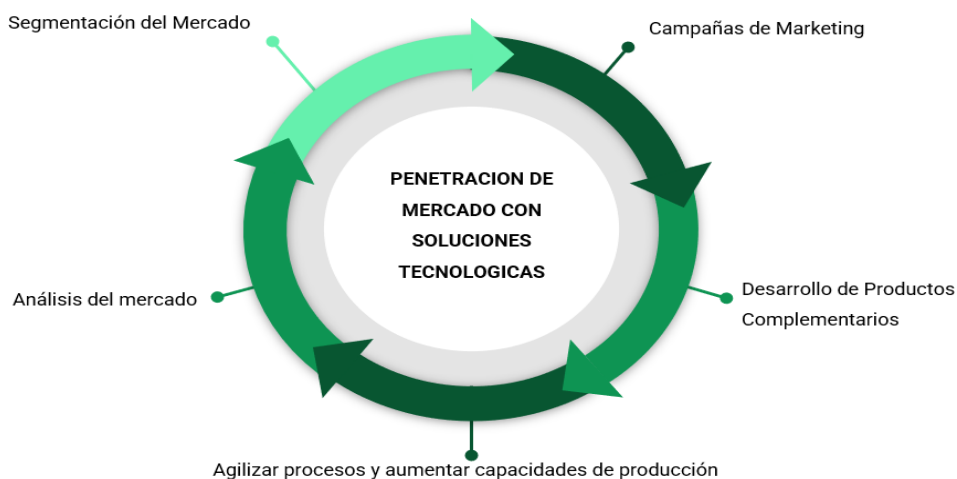 Segmentación del Mercado
Campañas de Marketing
PENETRACION DE
MERCADO CON
SOLUCIONES
TECNOLOGICAS
Análisis del mercado
Desarrollo de Productos
Complementarios
Agilizar procesos y aumentar capacidades de producción